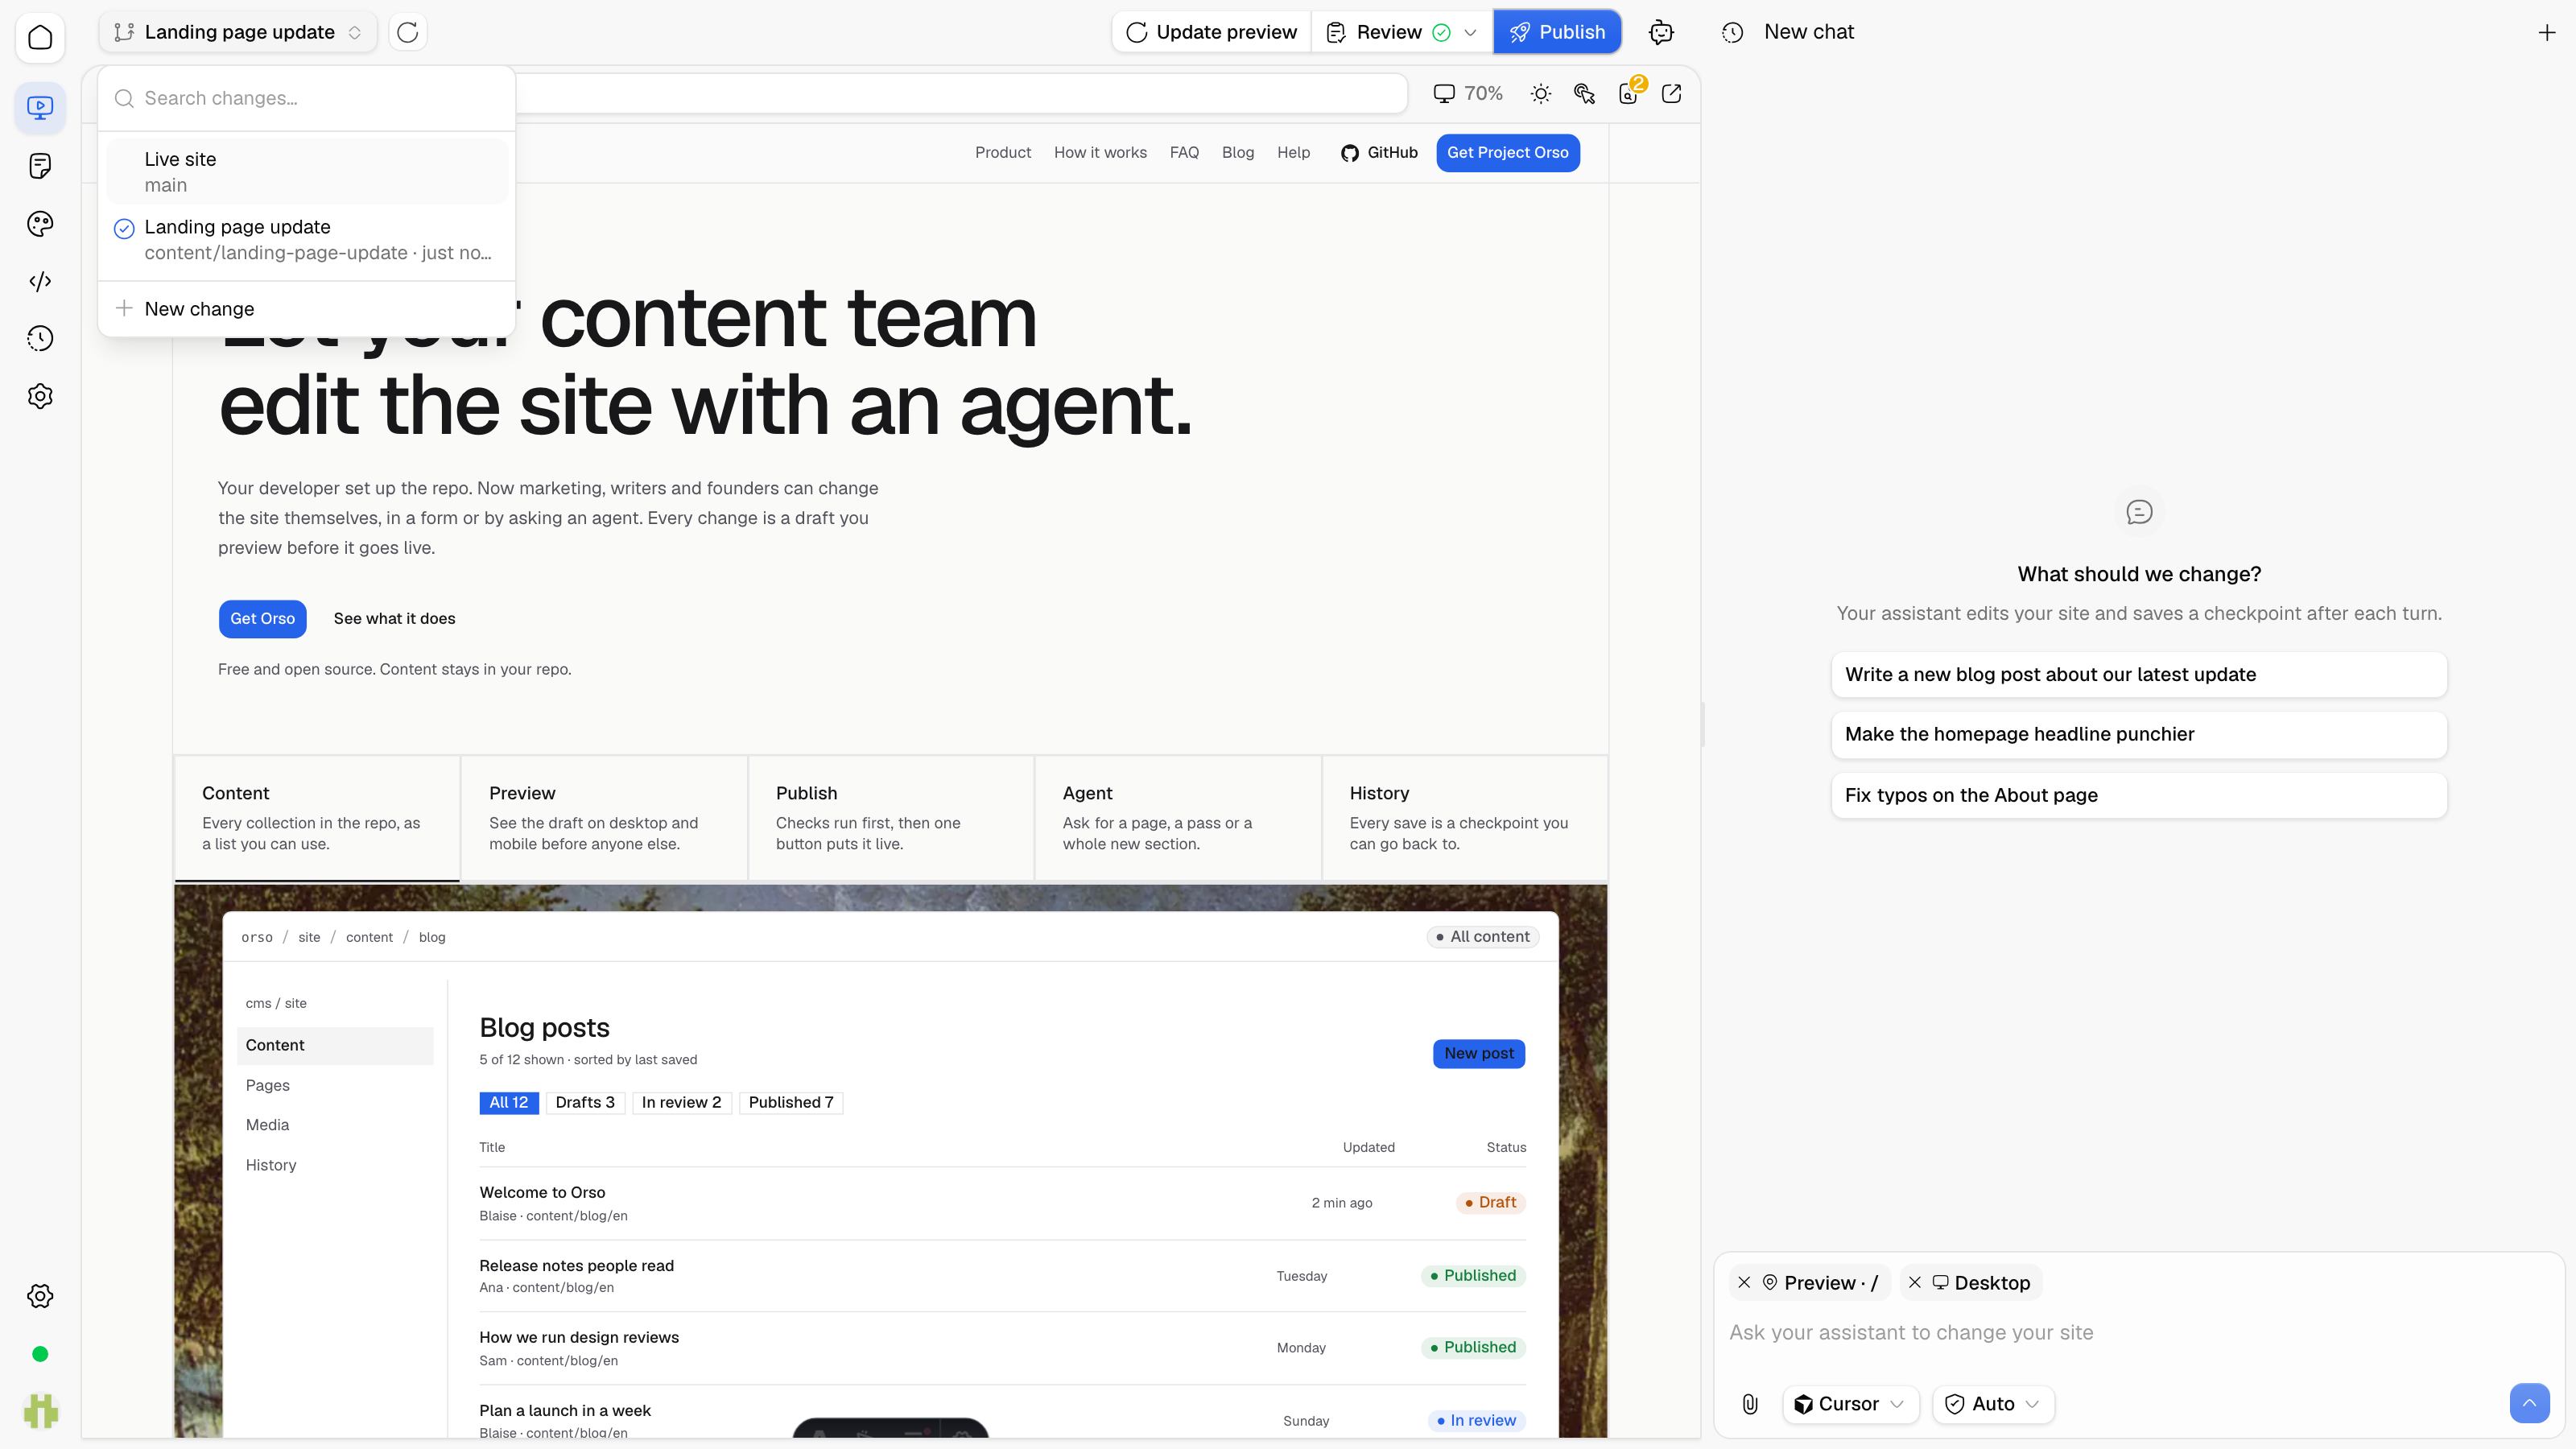 Landing page update
Update preview
Review
Publish
New chat
Search changes...
70%
2
Live site
main
Landing page update
content/landing-page-update · just no...
New change
Product
How it works
FAQ
Blog
Help
GitHub
Get Project Orso
Let your content team
edit the site with an agent.
Your developer set up the repo. Now marketing, writers and founders can change
the site themselves, in a form or by asking an agent. Every change is a draft you
preview before it goes live.
Get Orso
See what it does
Free and open source. Content stays in your repo.
Content
Every collection in the repo, as
a list you can use.
Preview
See the draft on desktop and
mobile before anyone else.
Publish
Checks run first, then one
button puts it live.
Agent
Ask for a page, a pass or a
whole new section.
History
Every save is a checkpoint you
can go back to.
orso / site / content / blog
All content
cms / site
Content
Pages
Media
History
Blog posts
5 of 12 shown · sorted by last saved
New post
All 12
Drafts 3
In review 2
Published 7
Title
Updated
Status
Welcome to Orso
Blaise · content/blog/en
2 min ago
Draft
Release notes people read
Ana · content/blog/en
Tuesday
Published
How we run design reviews
Sam · content/blog/en
Monday
Published
Plan a launch in a week
Blaise · content/blog/en
Sunday
In review
What should we change?
Your assistant edits your site and saves a checkpoint after each turn.
Write a new blog post about our latest update
Make the homepage headline punchier
Fix typos on the About page
Preview · /
Desktop
Ask your assistant to change your site
Cursor
Auto